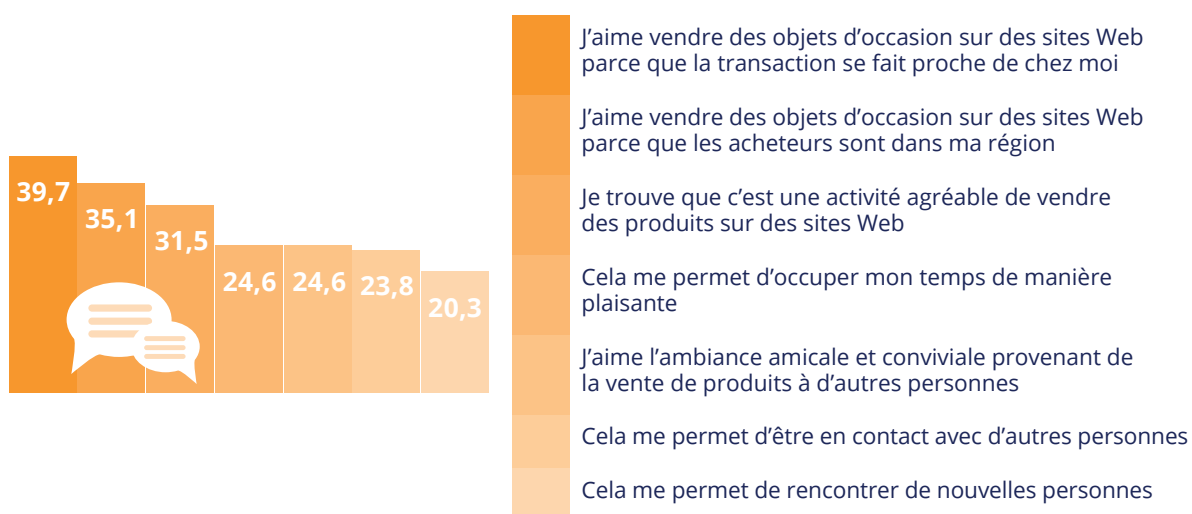 39,7
35,1
31,5
24,6
24,6
23,8
20,3
J’aime vendre des objets d’occasion sur des sites Web
parce que la transaction se fait proche de chez moi
J’aime vendre des objets d’occasion sur des sites Web
parce que les acheteurs sont dans ma région
Je trouve que c’est une activité agréable de vendre
des produits sur des sites Web
Cela me permet d’occuper mon temps de manière
plaisante
J’aime l’ambiance amicale et conviviale provenant de
la vente de produits à d’autres personnes
Cela me permet d’être en contact avec d’autres personnes
Cela me permet de rencontrer de nouvelles personnes